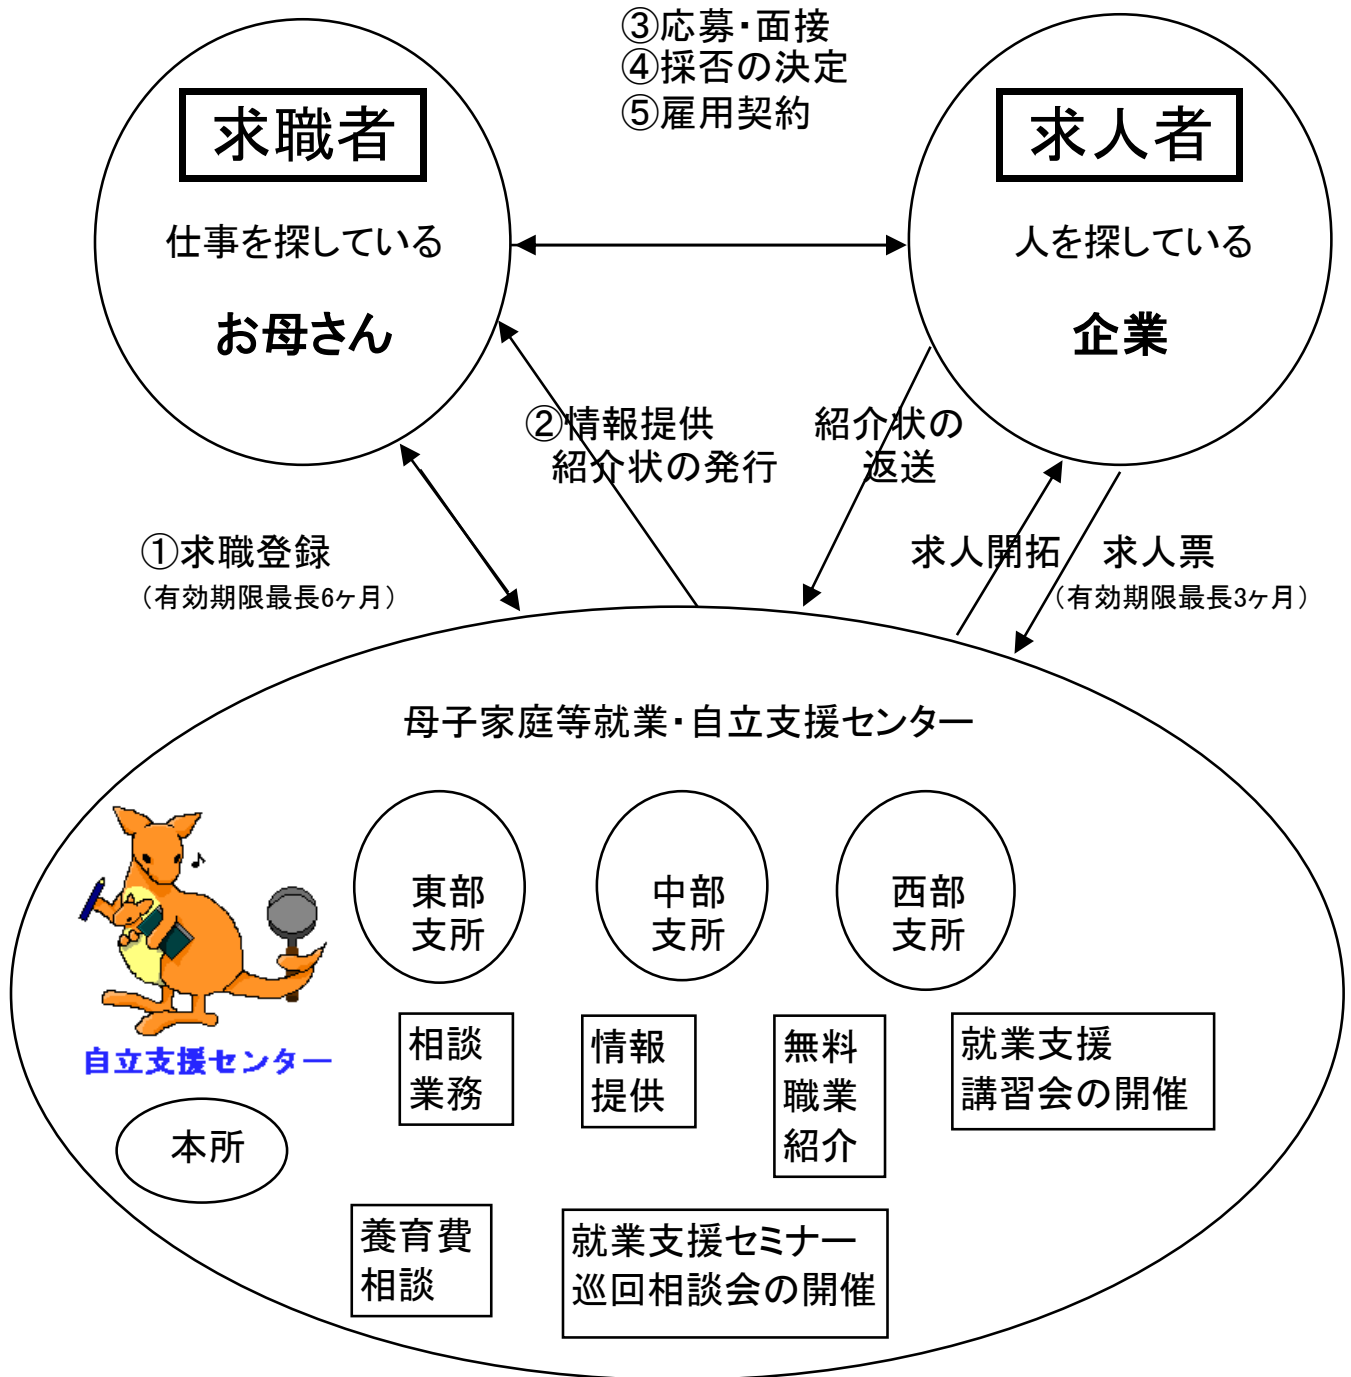 ③応募・面接
④採否の決定
⑤雇用契約
求職者
仕事を探している
お母さん
求人者
人を探している
企業
②情報提供
紹介状の発行
紹介状の
返送
①求職登録
（有効期限最長6ヶ月）
求人開拓
求人票
（有効期限最長3ヶ月）
母子家庭等就業・自立支援センター
東部
支所
中部
支所
西部
支所
自立支援センター
本所
相談
業務
情報
提供
無料
職業
紹介
就業支援
講習会の開催
養育費
相談
就業支援セミナー
巡回相談会の開催